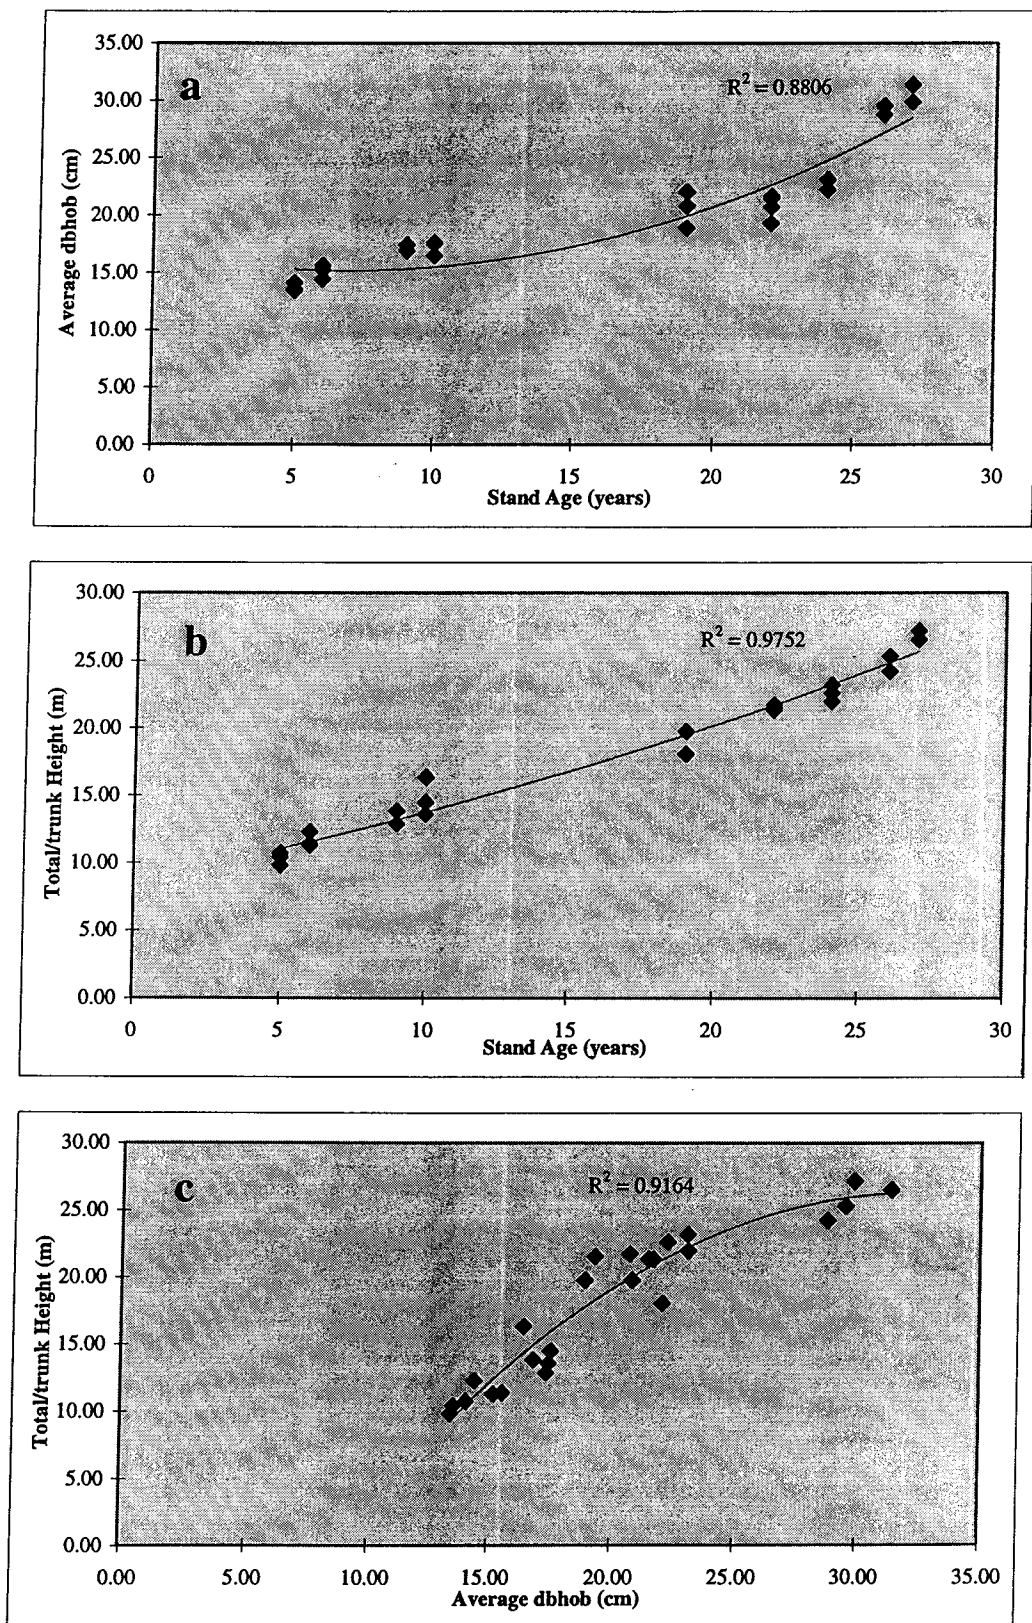 35.00
a
R² = 0.8806
30.00
25.00
20.00
15.00
10.00
5.00
0.00
Average dbhob (cm)
0 5 10 15 20 25 30
Stand Age (years)
30.00
b
R² = 0.9752
25.00
20.00
15.00
10.00
5.00
0.00
Total/trunk Height (m)
0 5 10 15 20 25 30
Stand Age (years)
30.00
c
R² = 0.9164
25.00
20.00
15.00
10.00
5.00
0.00
Total/trunk Height (m)
0.00 5.00 10.00 15.00 20.00 25.00 30.00 35.00
Average dbhob (cm)